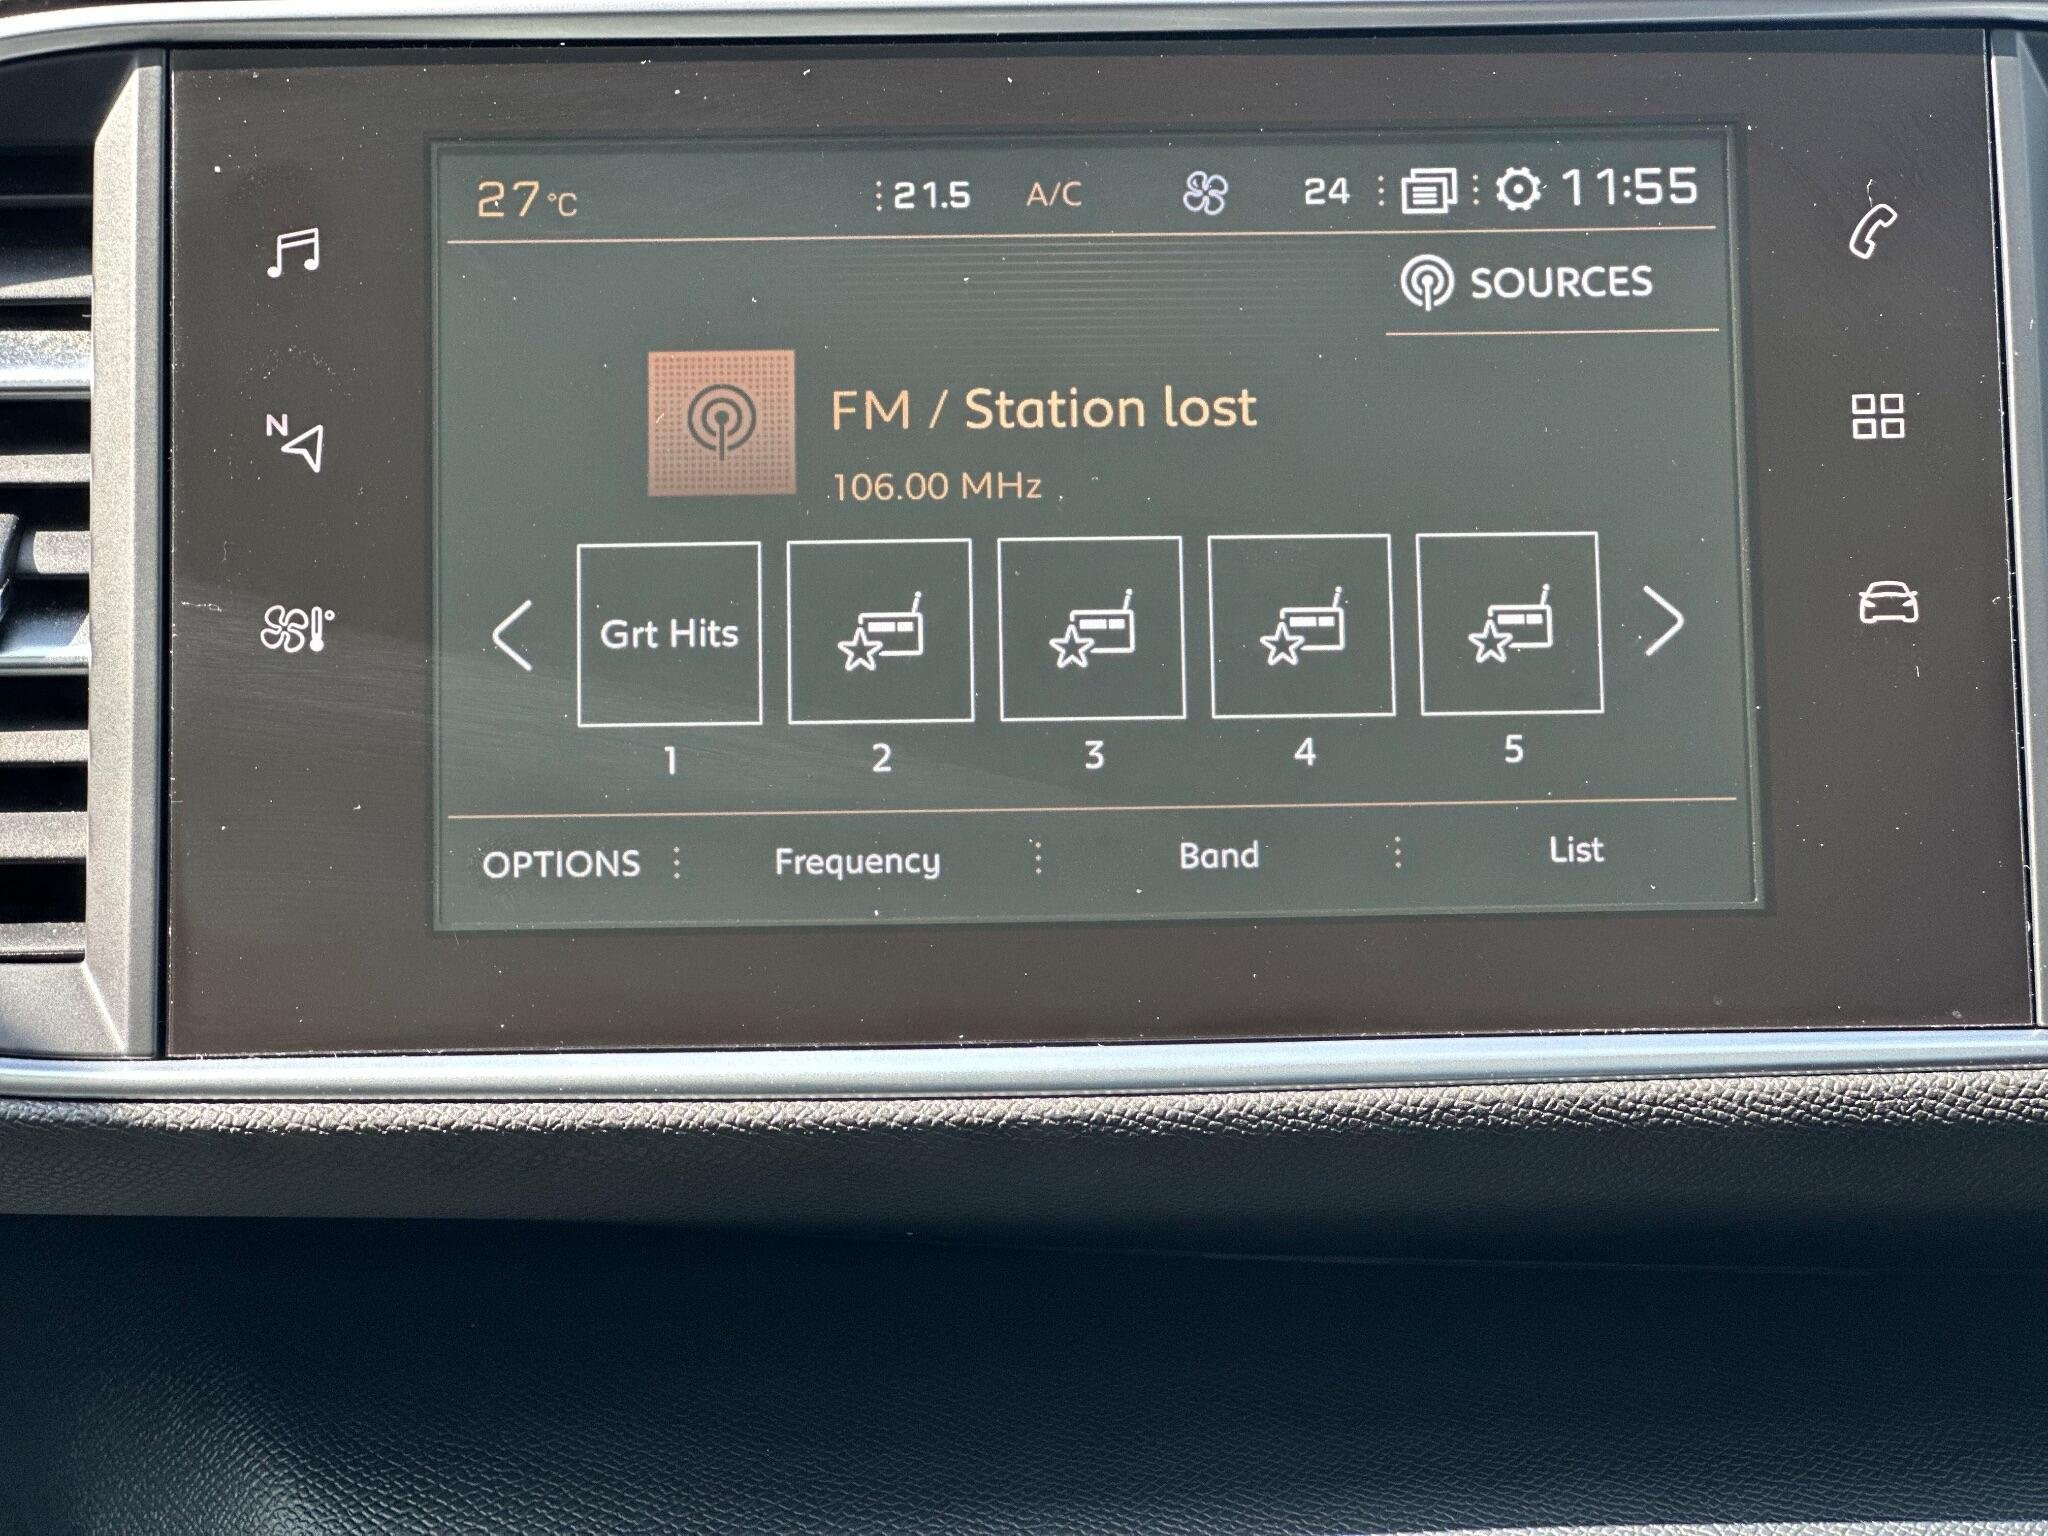 27°C 21.5 A/C 24 11:55
SOURCES
N
FM / Station lost
106.00 MHz
Grt Hits
1 2 3 4 5
OPTIONS Frequency Band List